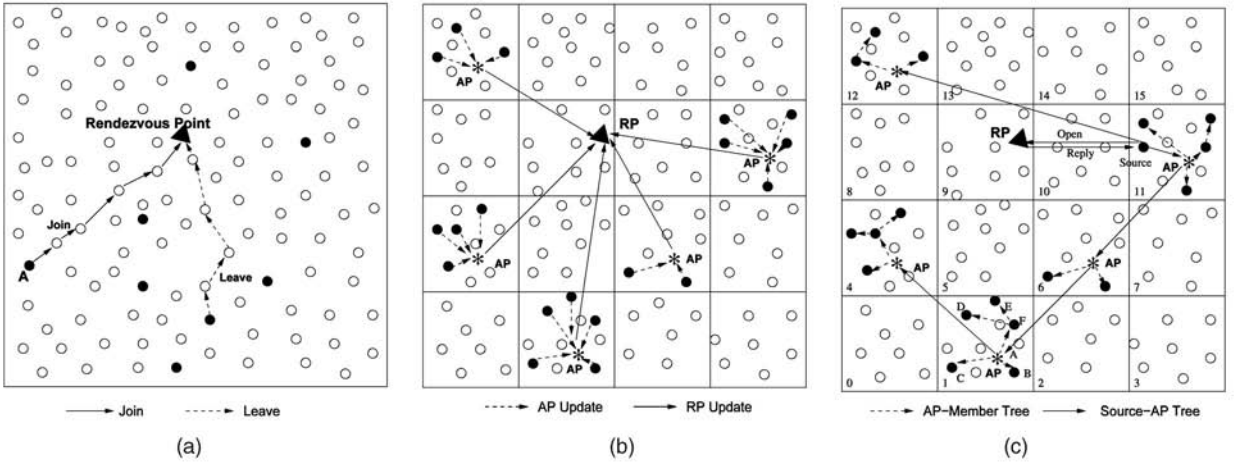 Rendezvous Point
Join
A
Leave
Join
Leave
(a)
AP
RP
AP
AP
AP
AP
AP Update
RP Update
(b)
AP
12
13
14
15
RP
Open
Reply
Source
AP
8
9
10
11
AP
AP
4
5
6
7
D
E
F
A
AP
C
B
0
1
2
3
AP-Member Tree
Source-AP Tree
(c)